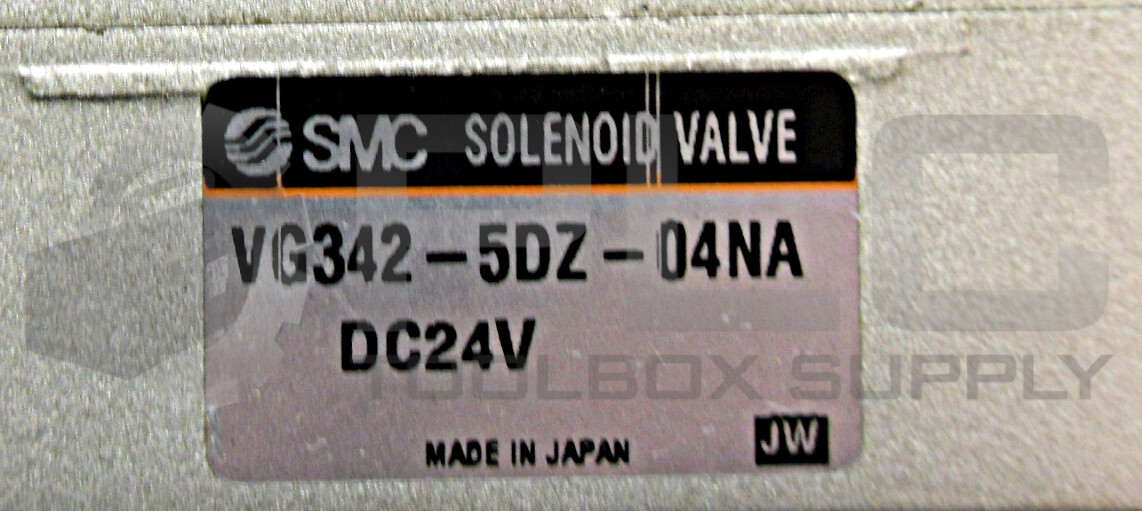 SMC SOLENOID VALVE
VG342-5DZ-04NA
DC24V
TOOLBOX SUPPLY
MADE IN JAPAN
JW